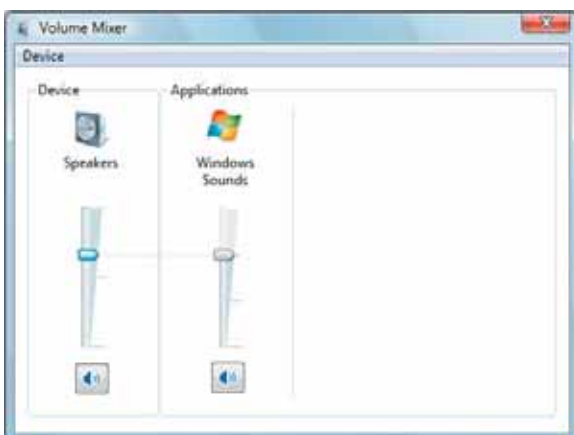 Volume Mixer
Device
Device
Applications
Speakers
Windows
Sounds